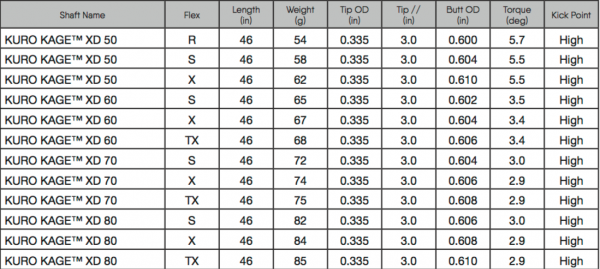 Shaft Name Flex Length (in) Weight (g) Tip OD (in) Tip // (in) Butt OD (in) Torque (deg) Kick Point
KURO KAGE™ XD 50 R 46 54 0.335 3.0 0.600 5.7 High
KURO KAGE™ XD 50 S 46 58 0.335 3.0 0.604 5.5 High
KURO KAGE™ XD 50 X 46 62 0.335 3.0 0.610 5.5 High
KURO KAGE™ XD 60 S 46 65 0.335 3.0 0.602 3.5 High
KURO KAGE™ XD 60 X 46 67 0.335 3.0 0.604 3.4 High
KURO KAGE™ XD 60 TX 46 68 0.335 3.0 0.606 3.4 High
KURO KAGE™ XD 70 S 46 72 0.335 3.0 0.604 3.0 High
KURO KAGE™ XD 70 X 46 74 0.335 3.0 0.606 2.9 High
KURO KAGE™ XD 70 TX 46 75 0.335 3.0 0.608 2.9 High
KURO KAGE™ XD 80 S 46 82 0.335 3.0 0.606 3.0 High
KURO KAGE™ XD 80 X 46 84 0.335 3.0 0.608 2.9 High
KURO KAGE™ XD 80 TX 46 85 0.335 3.0 0.610 2.9 High